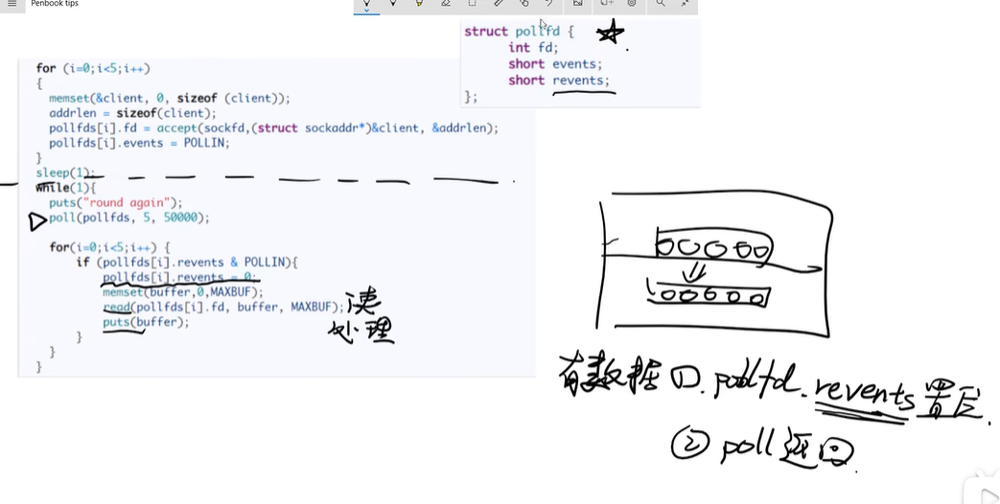 Penbook tips
struct pollfd {
int fd;
short events;
short revents;
};
for (i=0;i<5;i++)
{
memset(&client, 0, sizeof (client));
addrlen = sizeof(client);
pollfds[i].fd = accept(sockfd,(struct sockaddr*)&client, &addrlen);
pollfds[i].events = POLLIN;
}
sleep(1);
while(1){
puts("round again");
poll(pollfds, 5, 50000);
for(i=0;i<5;i++) {
if (pollfds[i].revents & POLLIN){
pollfds[i].revents = 0;
memset(buffer,0,MAXBUF);
read(pollfds[i].fd, buffer, MAXBUF); 读
puts(buffer); 处理
}
}
}
00000
00000
有数据 ①. pollfd.revents 置位.
② poll 返回.